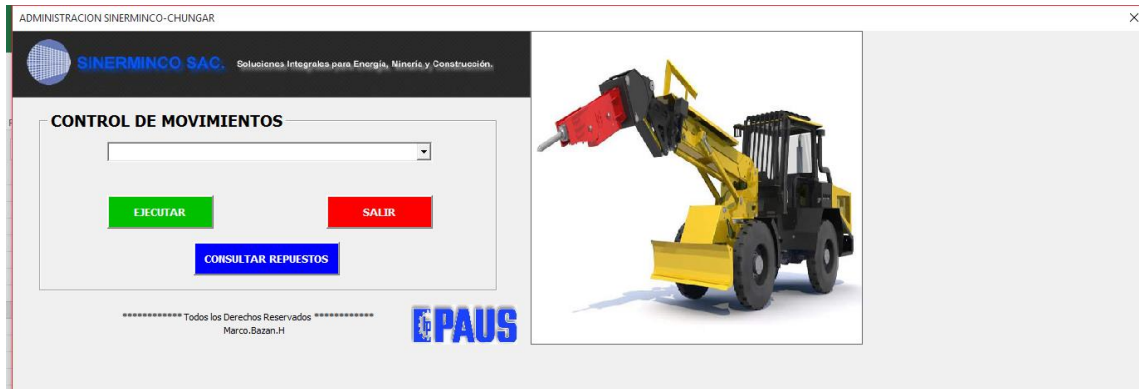 ADMINISTRACION SINERMINCO-CHUNGAR
SINERMINCO SAC.
Soluciones Integrales para Energía, Minería y Construcción.
CONTROL DE MOVIMIENTOS
EJECUTAR
SALIR
CONSULTAR REPUESTOS
************ Todos los Derechos Reservados ************
Marco.Bazan.H
PAUS